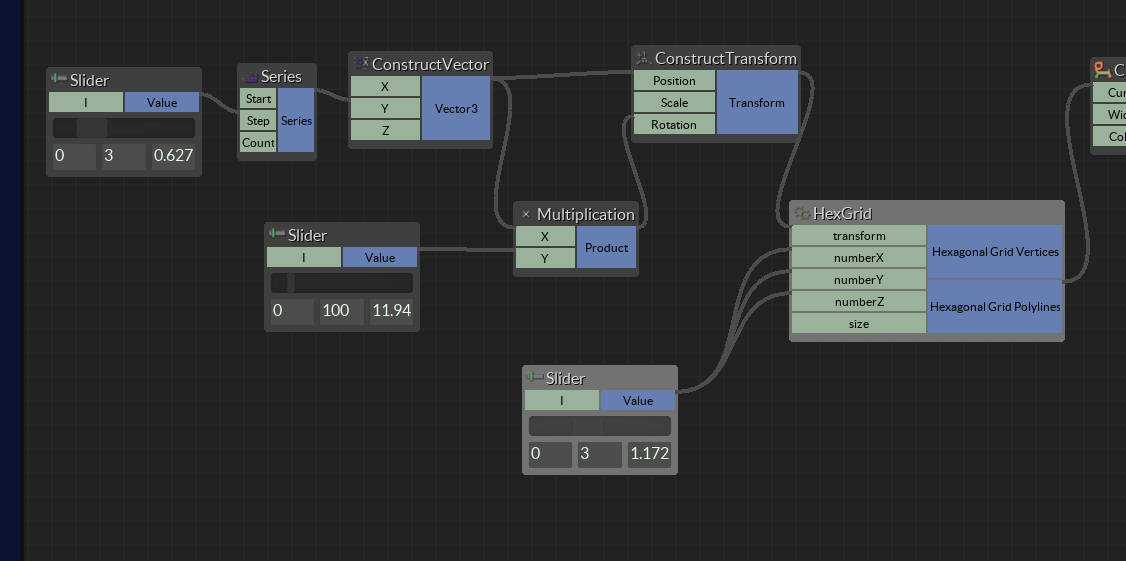 Slider
I Value
0 3 0.627
Series
Start
Step
Count
Series
ConstructVector
X
Y
Z
Vector3
ConstructTransform
Position
Scale
Rotation
Transform
Slider
I Value
0 100 11.94
Multiplication
X
Y
Product
HexGrid
transform
numberX
numberY
numberZ
size
Hexagonal Grid Vertices
Hexagonal Grid Polylines
Slider
I Value
0 3 1.172
C
Cur
Wid
Col